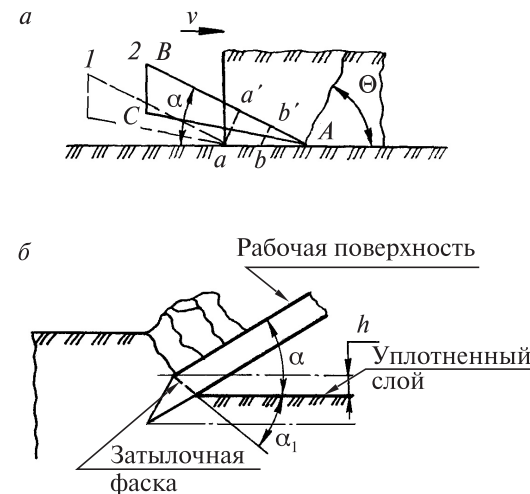 а
v
1
2 B
α
a′
b′
Θ
C
A
a
b
б
Рабочая поверхность
h
α
Уплотненный
слой
α₁
Затылочная
фаска